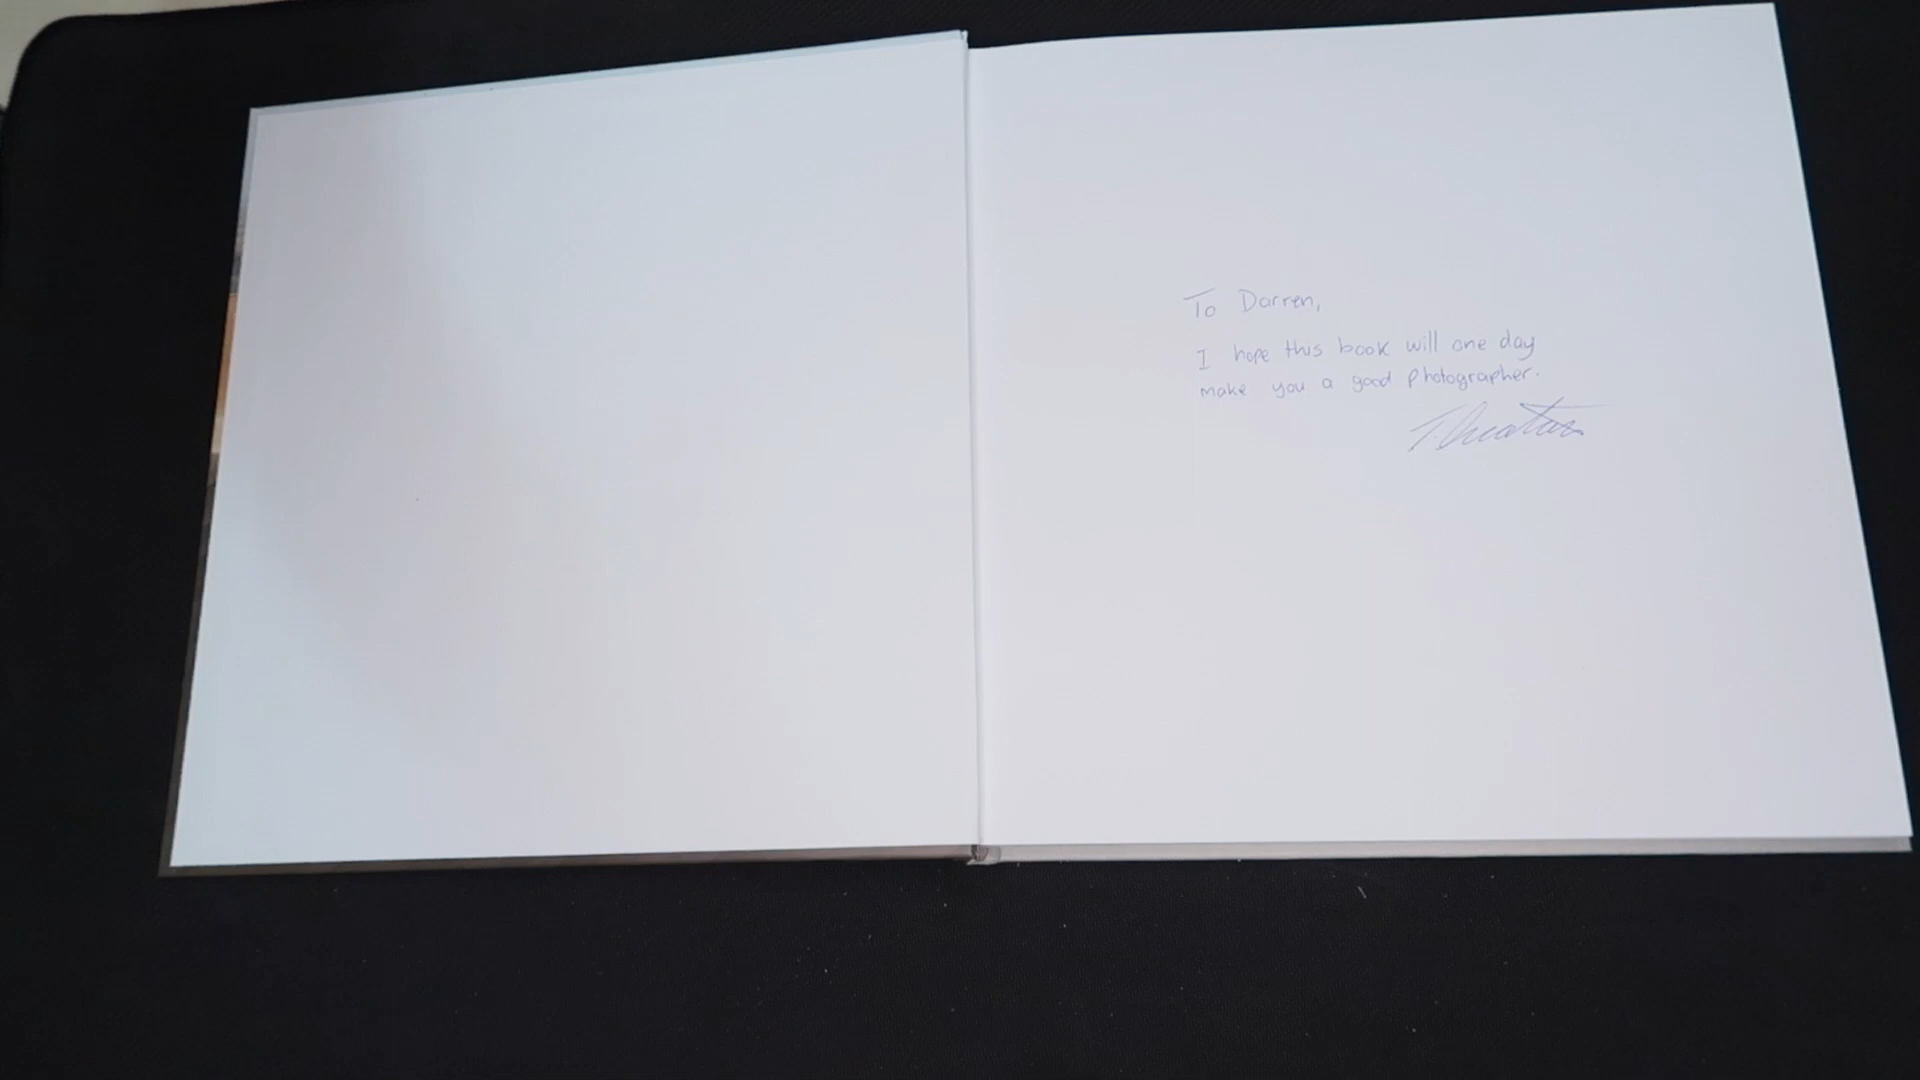 To Darren,
I hope this book will one day
make you a good photographer.